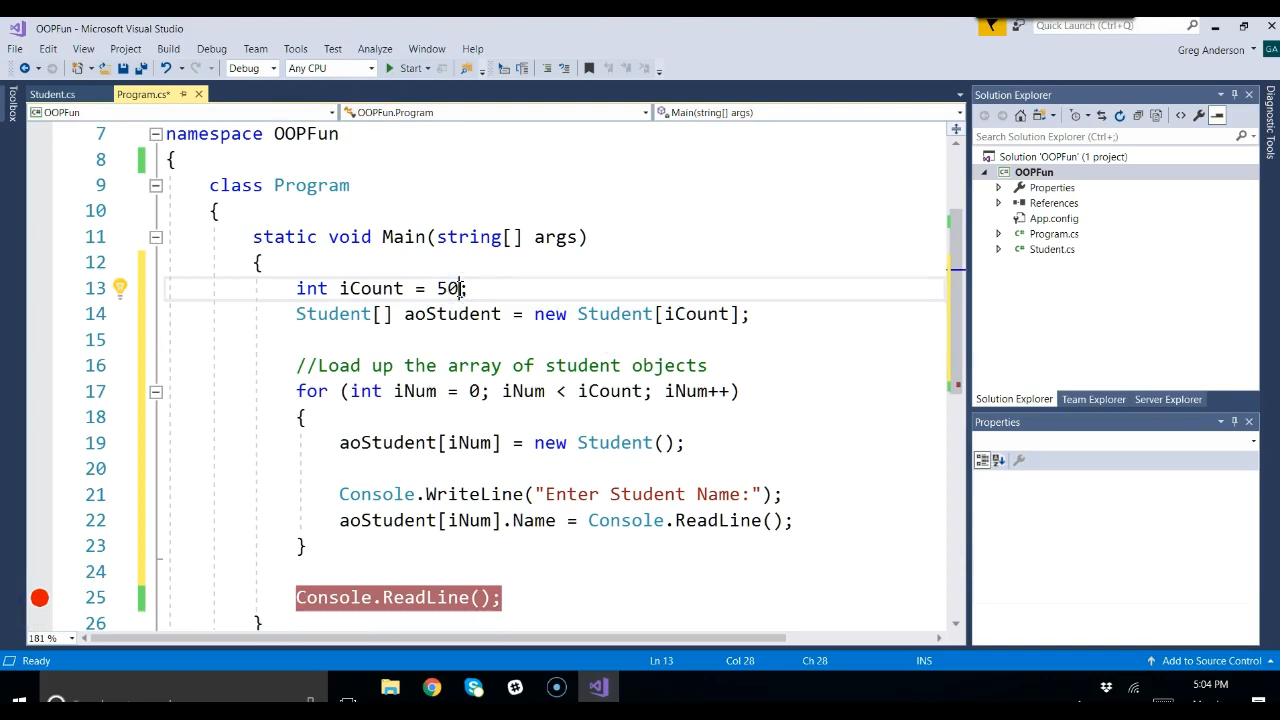 OOPFun - Microsoft Visual Studio
Quick Launch (Ctrl+Q)
File Edit View Project Build Debug Team Tools Test Analyze Window Help
Greg Anderson GA
Debug Any CPU Start
Toolbox
Student.cs Program.cs*
OOPFun OOPFun.Program Main(string[] args)
7 namespace OOPFun
8 {
9 class Program
10 {
11 static void Main(string[] args)
12 {
13 int iCount = 50;
14 Student[] aoStudent = new Student[iCount];
15
16 //Load up the array of student objects
17 for (int iNum = 0; iNum < iCount; iNum++)
18 {
19 aoStudent[iNum] = new Student();
20
21 Console.WriteLine("Enter Student Name:");
22 aoStudent[iNum].Name = Console.ReadLine();
23 }
24
25 Console.ReadLine();
26 }
181 %
Solution Explorer
Search Solution Explorer (Ctrl+;)
Solution 'OOPFun' (1 project)
OOPFun
Properties
References
App.config
Program.cs
Student.cs
Solution Explorer Team Explorer Server Explorer
Properties
Diagnostic Tools
Ready Ln 13 Col 28 Ch 28 INS Add to Source Control
5:04 PM